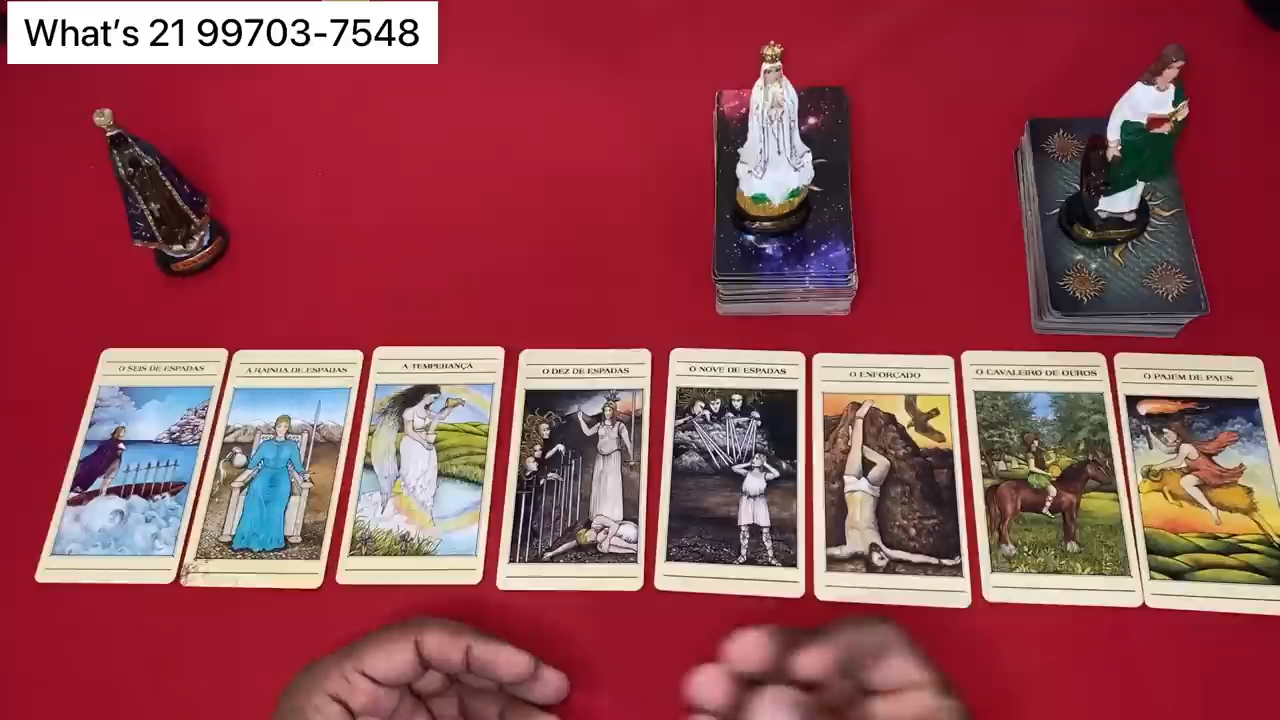 What's 21 99703-7548
O SEIS DE ESPADAS
A RAINHA DE ESPADAS
A TEMPERANÇA
O DEZ DE ESPADAS
O NOVE DE ESPADAS
O ENFORCADO
O CAVALEIRO DE OUROS
O PAJEM DE PAUS